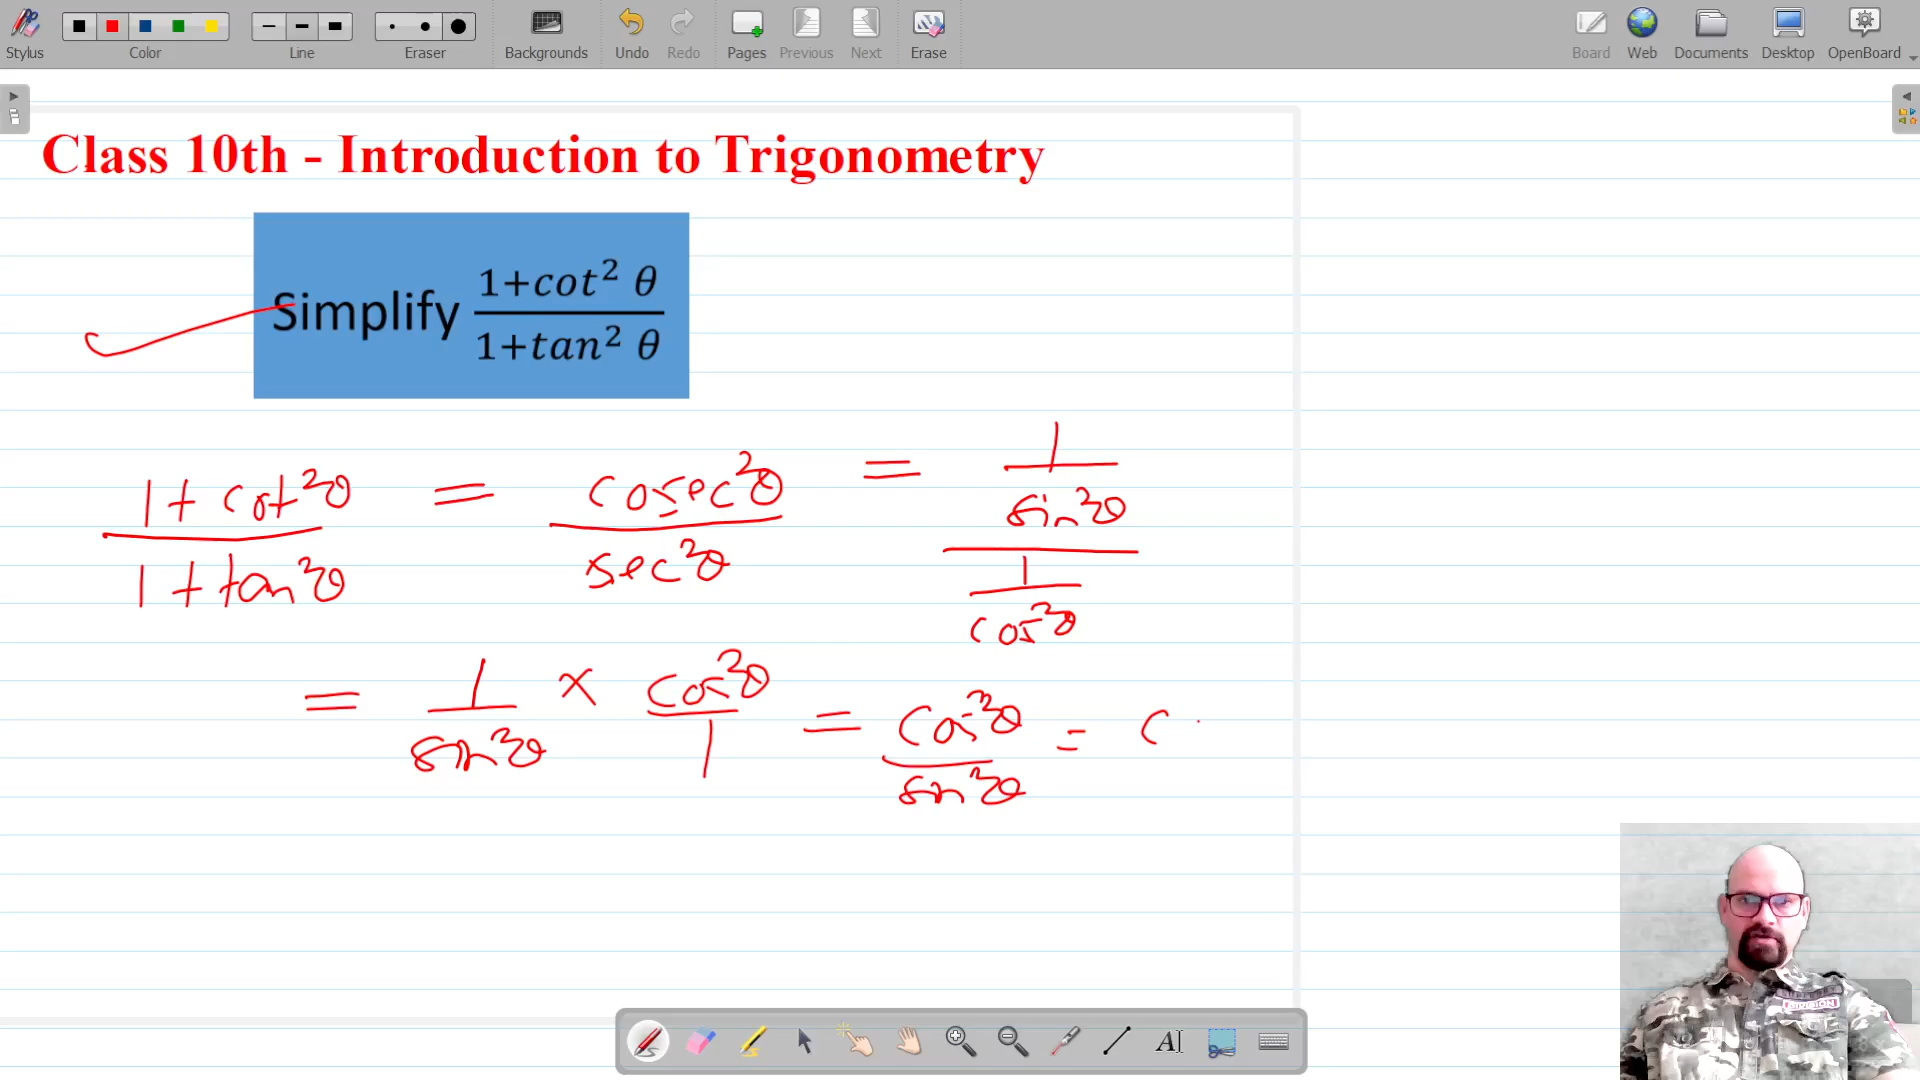 Stylus Color Line Eraser Backgrounds Undo Redo Pages Previous Next Erase Board Web Documents Desktop OpenBoard
Class 10th - Introduction to Trigonometry
Simplify (1+cot² θ)/(1+tan² θ)
(1 + cot²θ)/(1 + tan²θ) = cosec²θ/sec²θ = (1/sin²θ)/(1/cos²θ)
= 1/sin²θ × cos²θ/1 = cos²θ/sin²θ = C
DIVISION